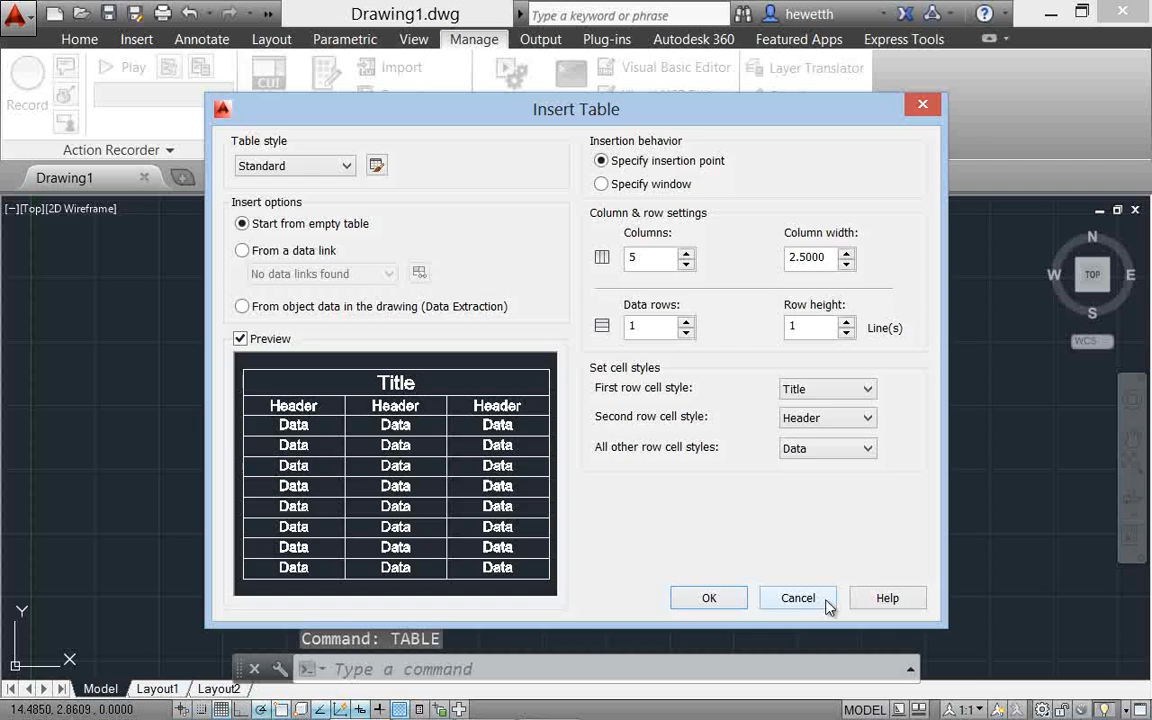 Drawing1.dwg
Type a keyword or phrase
hewetth
Home Insert Annotate Layout Parametric View Manage Output Plug-ins Autodesk 360 Featured Apps Express Tools
Record
Play
CUI
Import
Visual Basic Editor
Layer Translator
Action Recorder
Drawing1
[−][Top][2D Wireframe]
Insert Table
Table style
Standard
Insert options
Start from empty table
From a data link
No data links found
From object data in the drawing (Data Extraction)
Preview
Title
Header Header Header
Data Data Data
Data Data Data
Data Data Data
Data Data Data
Data Data Data
Data Data Data
Data Data Data
Data Data Data
Insertion behavior
Specify insertion point
Specify window
Column & row settings
Columns: Column width:
5 2.5000
Data rows: Row height:
1 1 Line(s)
Set cell styles
First row cell style: Title
Second row cell style: Header
All other row cell styles: Data
OK Cancel Help
N
W TOP E
S
WCS
Y
X
Command: TABLE
Type a command
Model Layout1 Layout2
14.4850, 2.8609, 0.0000
MODEL
1:1